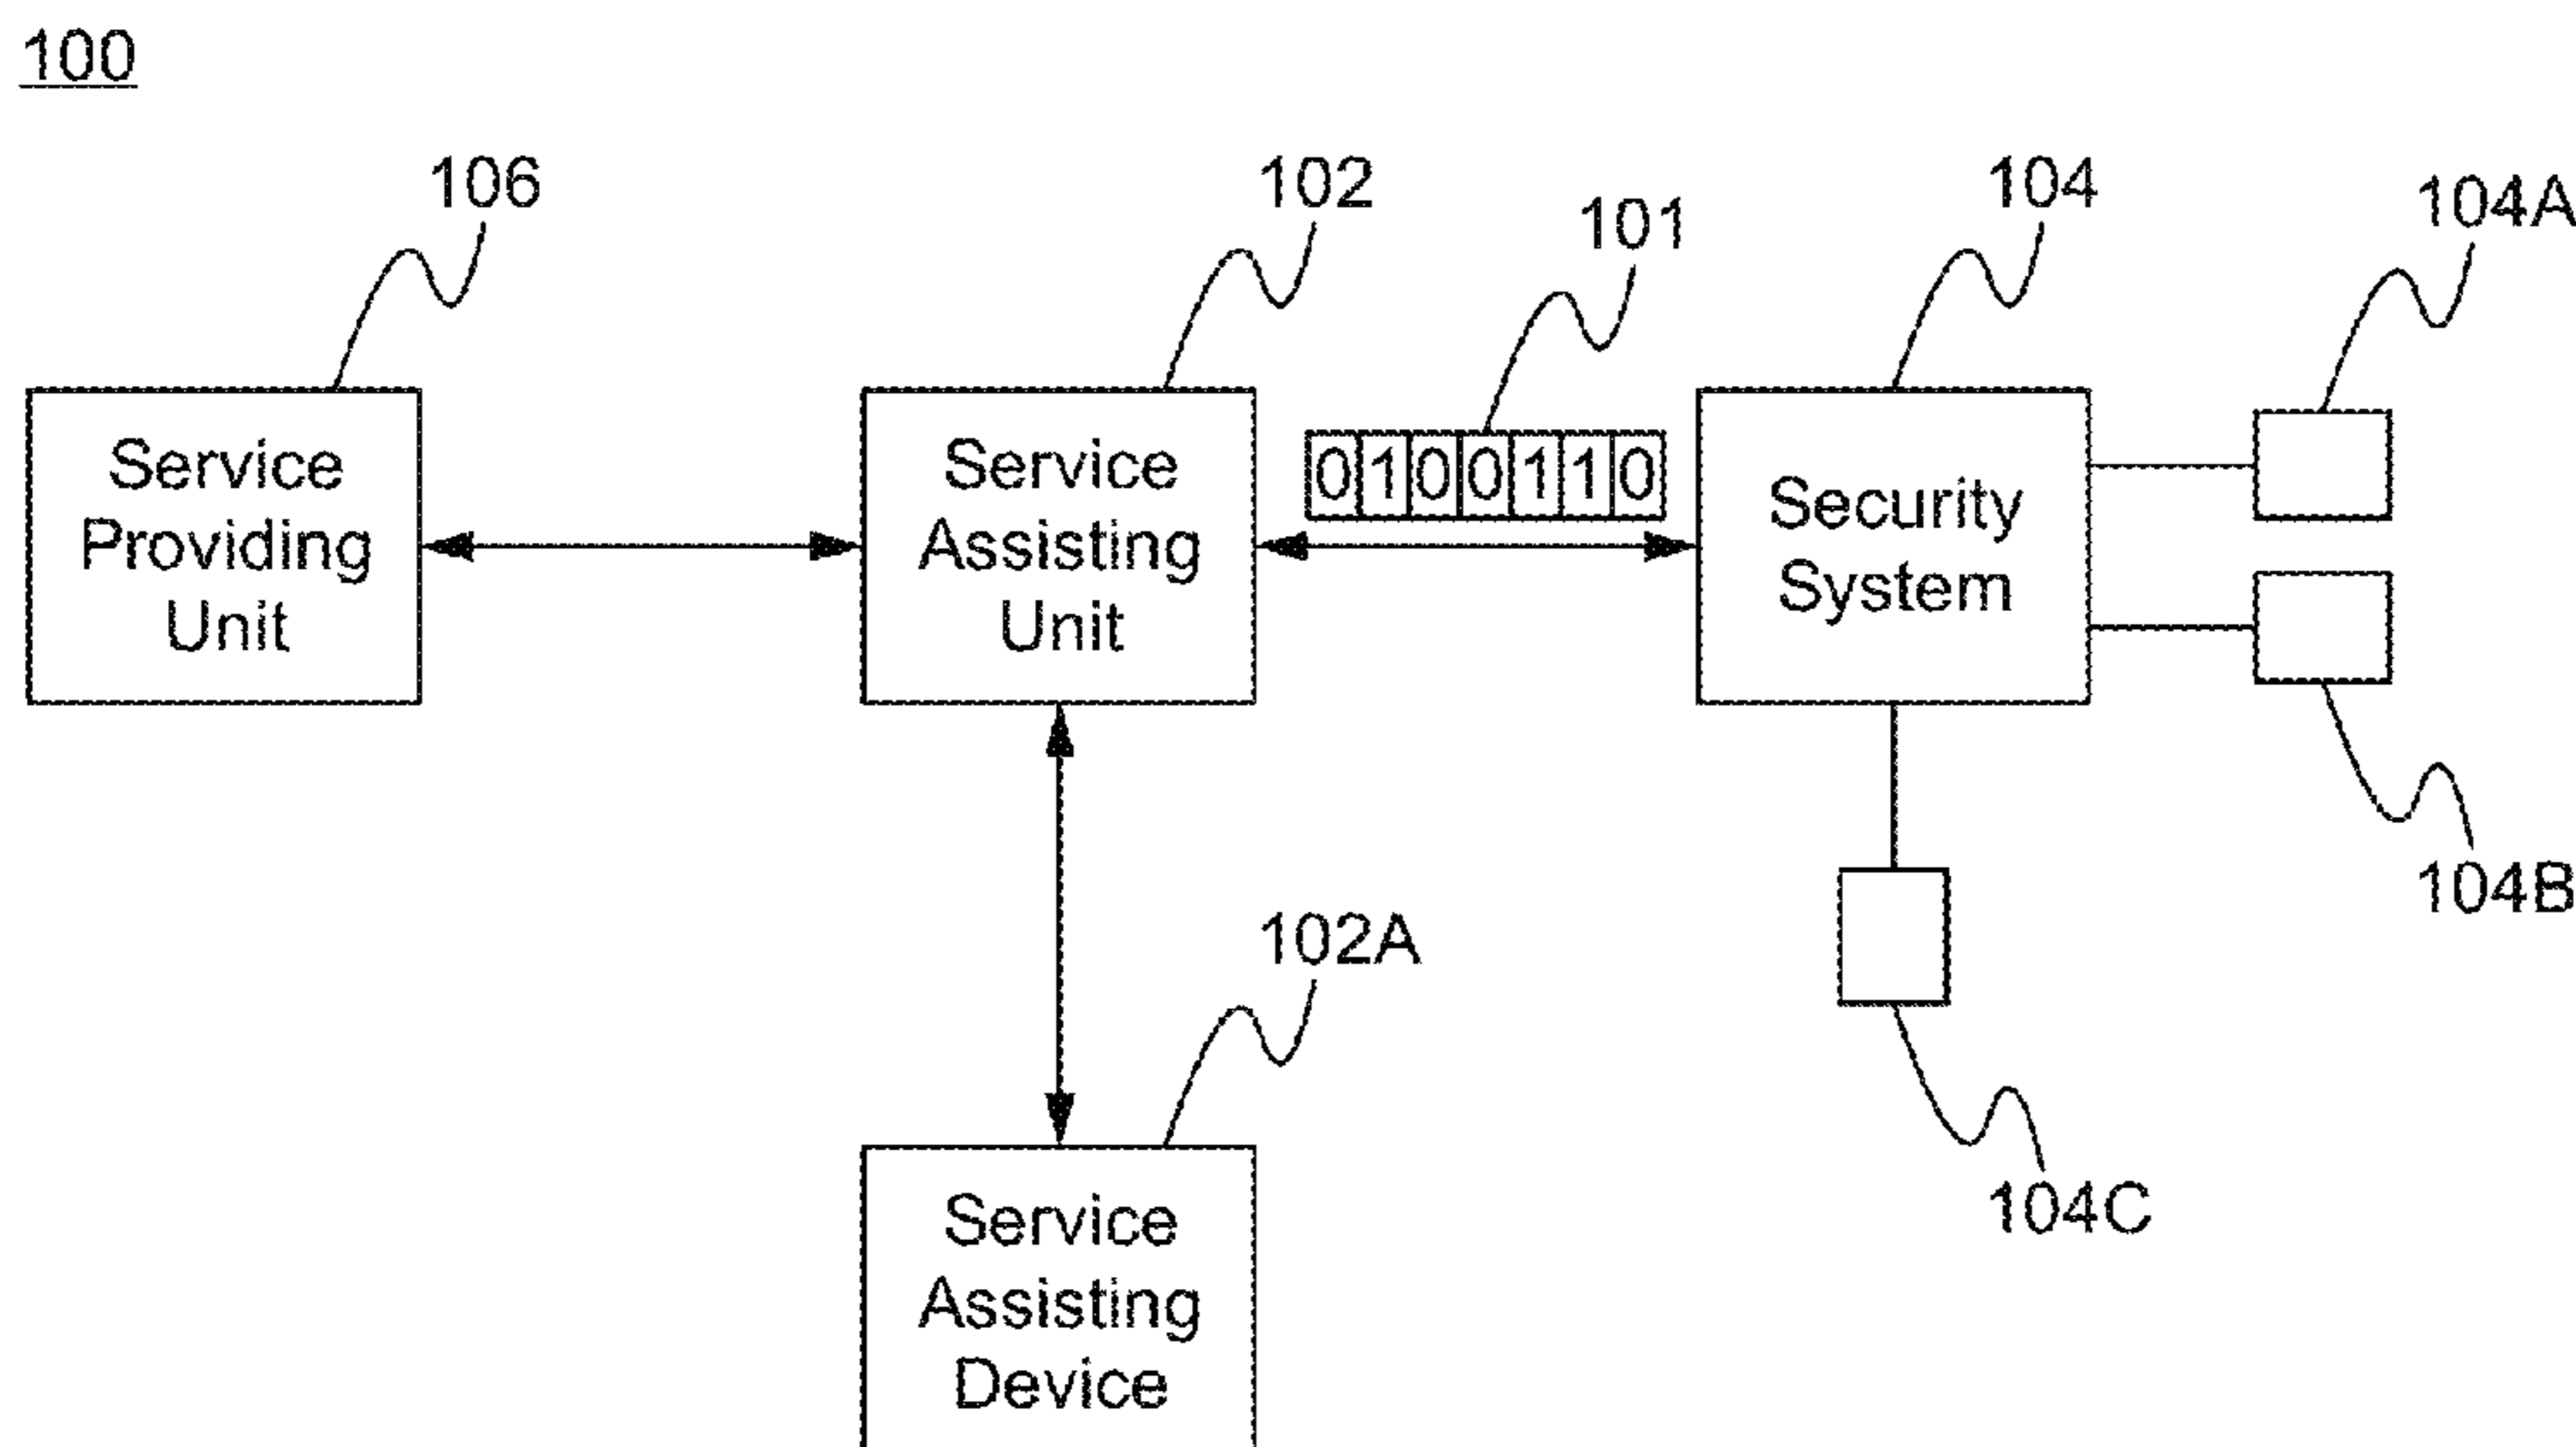 100
106
102
101
104
104A
Service
Providing
Unit
Service
Assisting
Unit
0100110
Security
System
104B
102A
104C
Service
Assisting
Device